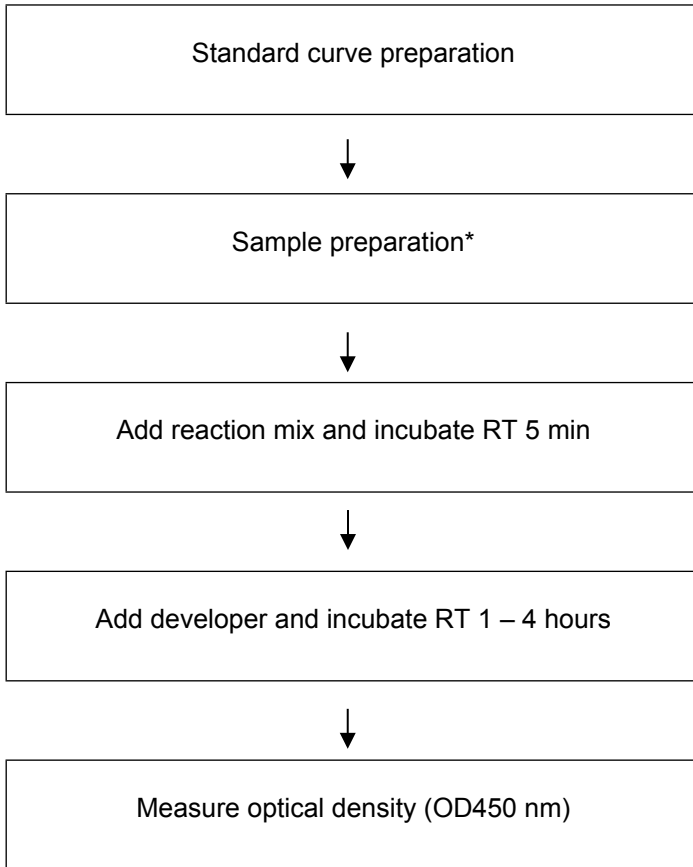 Standard curve preparation
Sample preparation*
Add reaction mix and incubate RT 5 min
Add developer and incubate RT 1 – 4 hours
Measure optical density (OD450 nm)